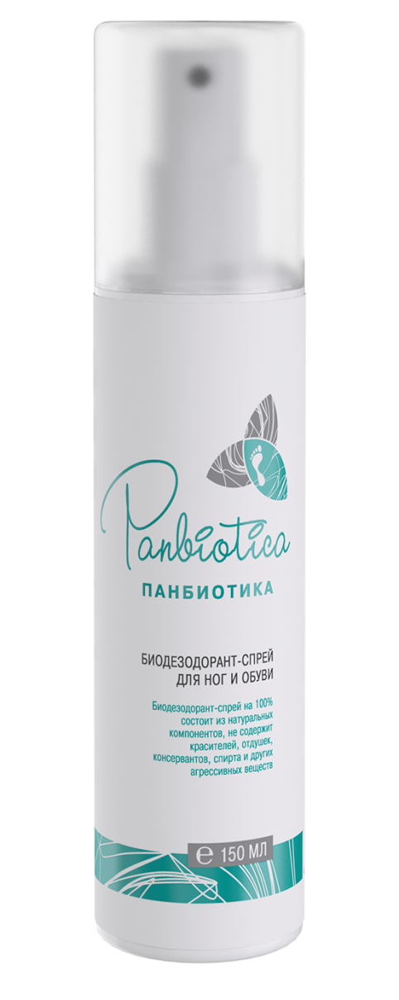 Panbiotica
ПАНБИОТИКА
БИОДЕЗОДОРАНТ-СПРЕЙ
ДЛЯ НОГ И ОБУВИ
Биодезодорант-спрей на 100%
состоит из натуральных
компонентов, не содержит
красителей, отдушек,
консервантов, спирта и других
агрессивных веществ
℮ 150 МЛ